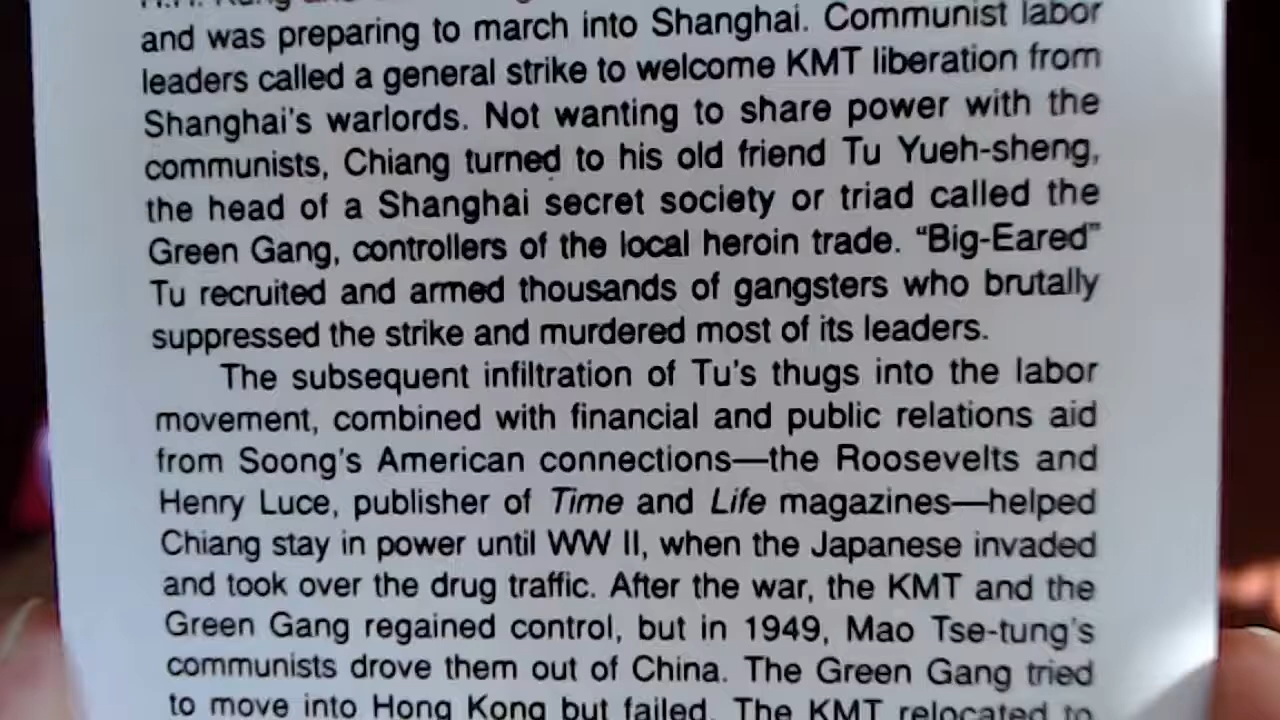 and was preparing to march into Shanghai. Communist labor
leaders called a general strike to welcome KMT liberation from
Shanghai's warlords. Not wanting to share power with the
communists, Chiang turned to his old friend Tu Yueh-sheng,
the head of a Shanghai secret society or triad called the
Green Gang, controllers of the local heroin trade. “Big-Eared”
Tu recruited and armed thousands of gangsters who brutally
suppressed the strike and murdered most of its leaders.
The subsequent infiltration of Tu's thugs into the labor
movement, combined with financial and public relations aid
from Soong's American connections—the Roosevelts and
Henry Luce, publisher of Time and Life magazines—helped
Chiang stay in power until WW II, when the Japanese invaded
and took over the drug traffic. After the war, the KMT and the
Green Gang regained control, but in 1949, Mao Tse-tung's
communists drove them out of China. The Green Gang tried
to move into Hong Kong but failed. The KMT relocated to